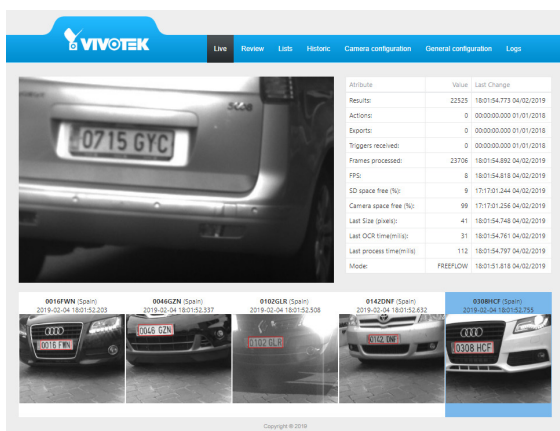 VIVOTEK
Live Review Lists Historic Camera configuration General configuration Logs
0715 GYC
Atribute Value Last Change
Results: 22525 18:01:54.773 04/02/2019
Actions: 0 00:00:00.000 01/01/2018
Exports: 0 00:00:00.000 01/01/2018
Triggers received: 0 00:00:00.000 01/01/2018
Frames processed: 23706 18:01:54.892 04/02/2019
FPS: 8 18:01:54.818 04/02/2019
SD space free (%): 9 17:17:01.244 04/02/2019
Camera space free (%): 99 17:17:01.256 04/02/2019
Last Size (pixels): 41 18:01:54.748 04/02/2019
Last OCR time(millis): 31 18:01:54.761 04/02/2019
Last process time(millis) 112 18:01:54.797 04/02/2019
Mode: FREEFLOW 18:01:51.818 04/02/2019
0016FWN (Spain) 0046GZN (Spain) 0102GLR (Spain) 0142DNF (Spain) 0308HCF (Spain)
2019-02-04 18:01:52.203 2019-02-04 18:01:52.337 2019-02-04 18:01:52.508 2019-02-04 18:01:52.632 2019-02-04 18:01:52.755
0016 FWN 0046 GZN 0102 GLR 0142 DNF 0308 HCF
Copyright © 2018